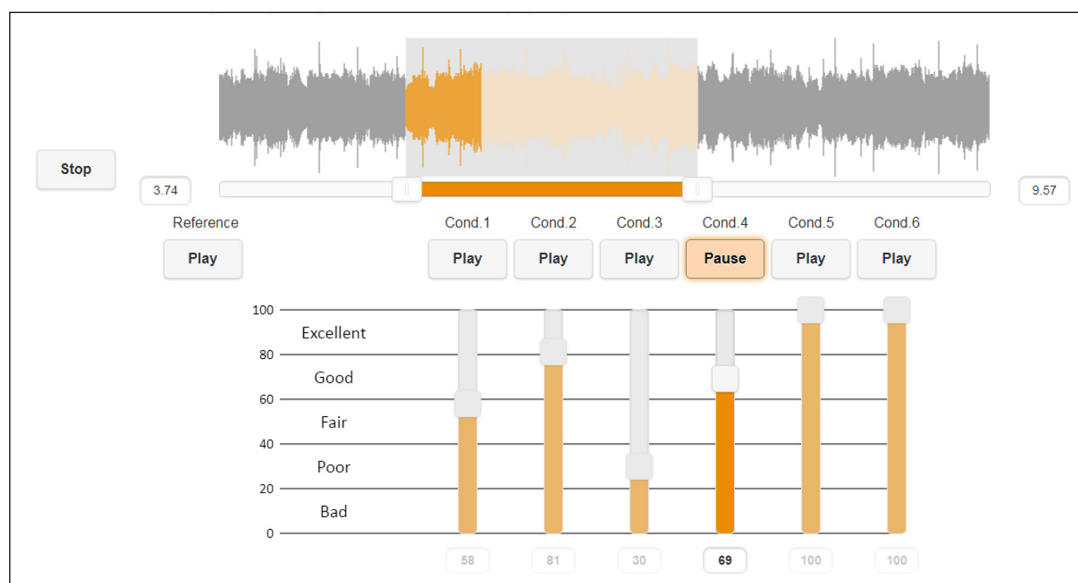 Stop
3.74
9.57
Reference Cond.1 Cond.2 Cond.3 Cond.4 Cond.5 Cond.6
Play Play Play Play Pause Play Play
100
Excellent
80
Good
60
Fair
40
Poor
20
Bad
0
58 81 30 69 100 100